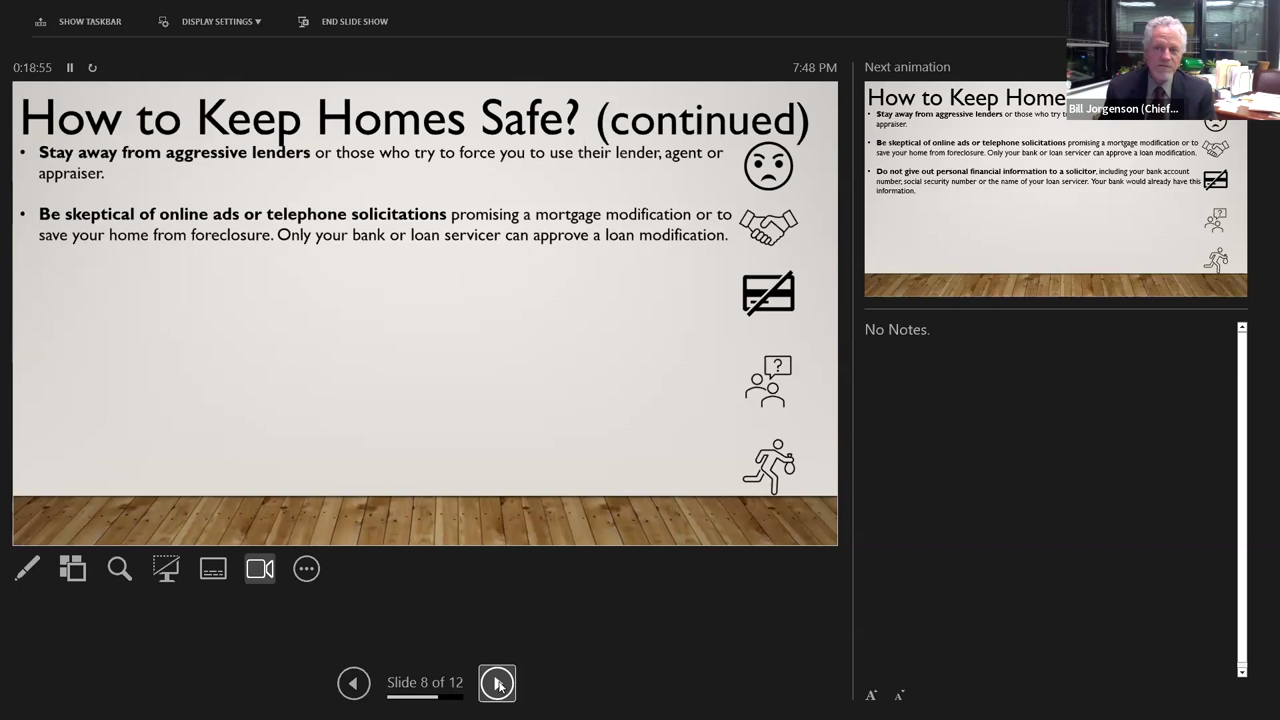 SHOW TASKBAR
DISPLAY SETTINGS ▼
END SLIDE SHOW
0:18:55
7:48 PM
How to Keep Homes Safe? (continued)
• Stay away from aggressive lenders or those who try to force you to use their lender, agent or
appraiser.
• Be skeptical of online ads or telephone solicitations promising a mortgage modification or to
save your home from foreclosure. Only your bank or loan servicer can approve a loan modification.
?
Slide 8 of 12
Next animation
Bill Jorgenson (Chief...
How to Keep Home
Stay away from aggressive lenders or those who try to
appraiser.
Be skeptical of online ads or telephone solicitations promising a mortgage modification or to
save your home from foreclosure. Only your bank or loan servicer can approve a loan modification.
Do not give out personal financial information to a solicitor, including your bank account
number, social security number or the name of your loan servicer. Your bank would already have this
information.
?
No Notes.
A A